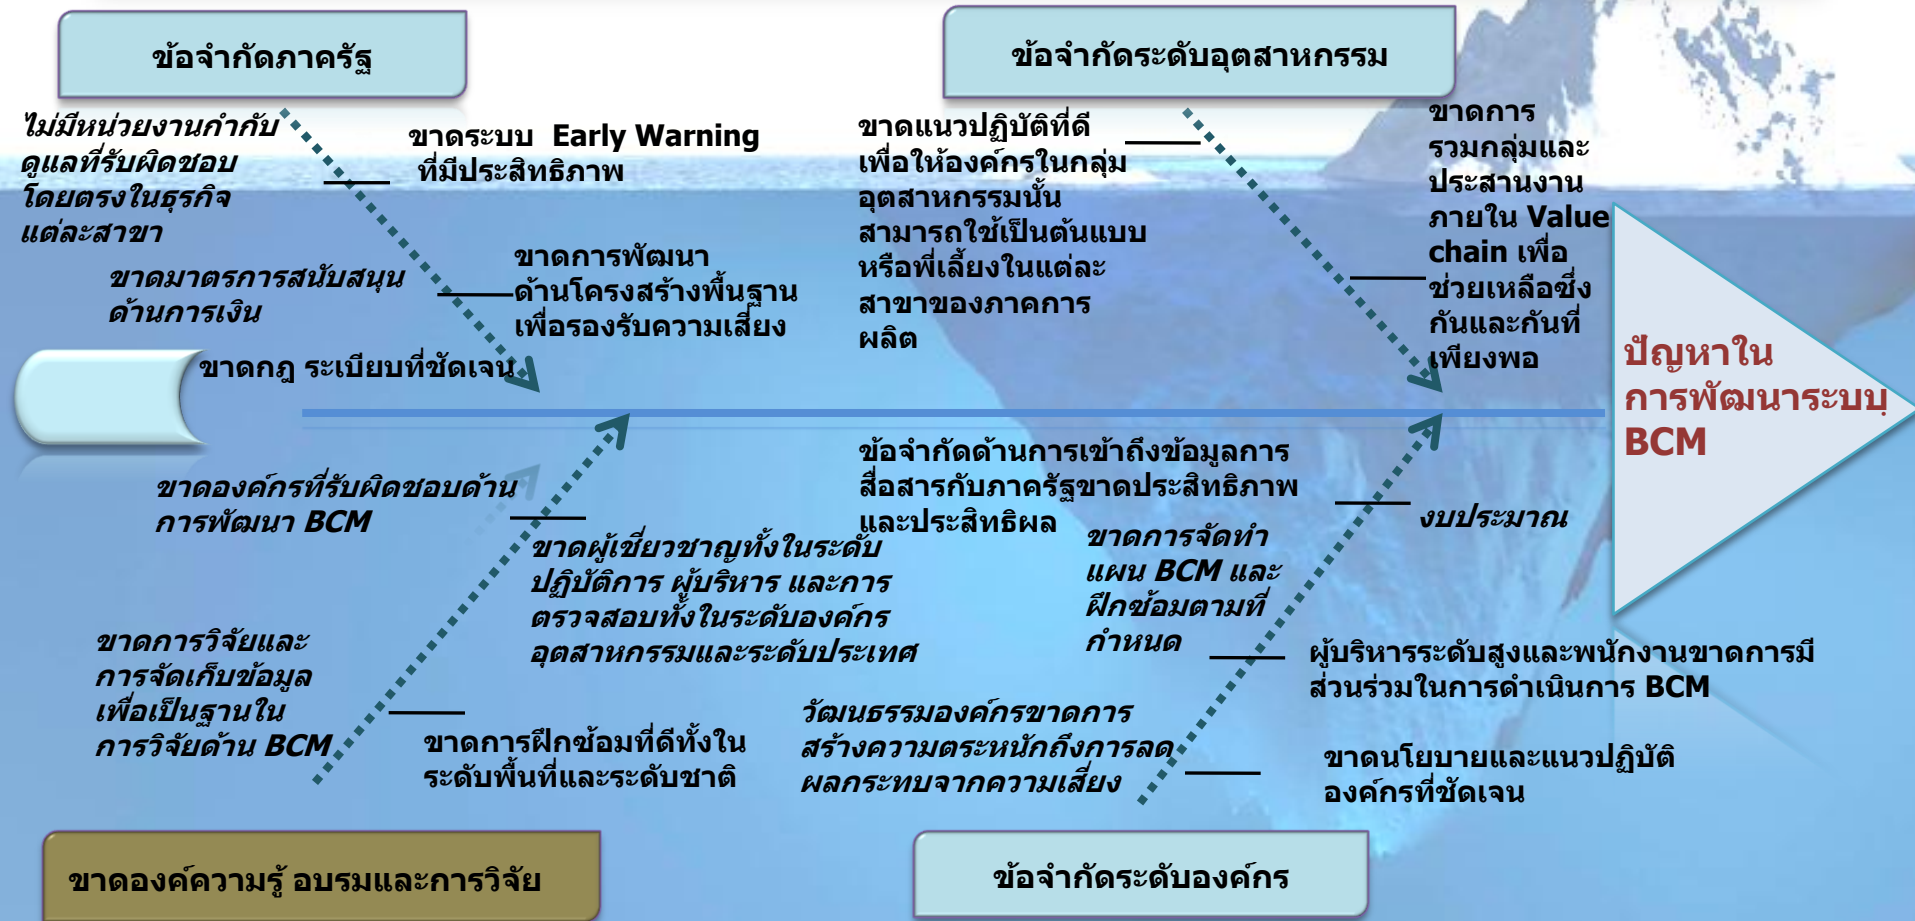 ข้อจำกัดภาครัฐ
ข้อจำกัดระดับอุตสาหกรรม
ไม่มีหน่วยงานกำกับ
ดูแลที่รับผิดชอบ
โดยตรงในธุรกิจ
แต่ละสาขา
ขาดระบบ Early Warning
ที่มีประสิทธิภาพ
ขาดมาตรการสนับสนุน
ด้านการเงิน
ขาดการพัฒนา
ด้านโครงสร้างพื้นฐาน
เพื่อรองรับความเสี่ยง
ขาดกฎ ระเบียบที่ชัดเจน
ขาดแนวปฏิบัติที่ดี
เพื่อให้องค์กรในกลุ่ม
อุตสาหกรรมนั้น
สามารถใช้เป็นต้นแบบ
หรือพี่เลี้ยงในแต่ละ
สาขาของภาคการ
ผลิต
ขาดการ
รวมกลุ่มและ
ประสานงาน
ภายใน Value
chain เพื่อ
ช่วยเหลือซึ่ง
กันและกันที่
เพียงพอ
ปัญหาใน
การพัฒนาระบบฺ
BCM
ขาดองค์กรที่รับผิดชอบด้าน
การพัฒนา BCM
ขาดผู้เชี่ยวชาญทั้งในระดับ
ปฏิบัติการ ผู้บริหาร และการ
ตรวจสอบทั้งในระดับองค์กร
อุตสาหกรรมและระดับประเทศ
ขาดการวิจัยและ
การจัดเก็บข้อมูล
เพื่อเป็นฐานใน
การวิจัยด้าน BCM
ขาดการฝึกซ้อมที่ดีทั้งใน
ระดับพื้นที่และระดับชาติ
ข้อจำกัดด้านการเข้าถึงข้อมูลการ
สื่อสารกับภาครัฐขาดประสิทธิภาพ
และประสิทธิผล
งบประมาณ
ขาดการจัดทำ
แผน BCM และ
ฝึกซ้อมตามที่
กำหนด
ผู้บริหารระดับสูงและพนักงานขาดการมี
ส่วนร่วมในการดำเนินการ BCM
วัฒนธรรมองค์กรขาดการ
สร้างความตระหนักถึงการลด
ผลกระทบจากความเสี่ยง
ขาดนโยบายและแนวปฏิบัติ
องค์กรที่ชัดเจน
ขาดองค์ความรู้ อบรมและการวิจัย
ข้อจำกัดระดับองค์กร